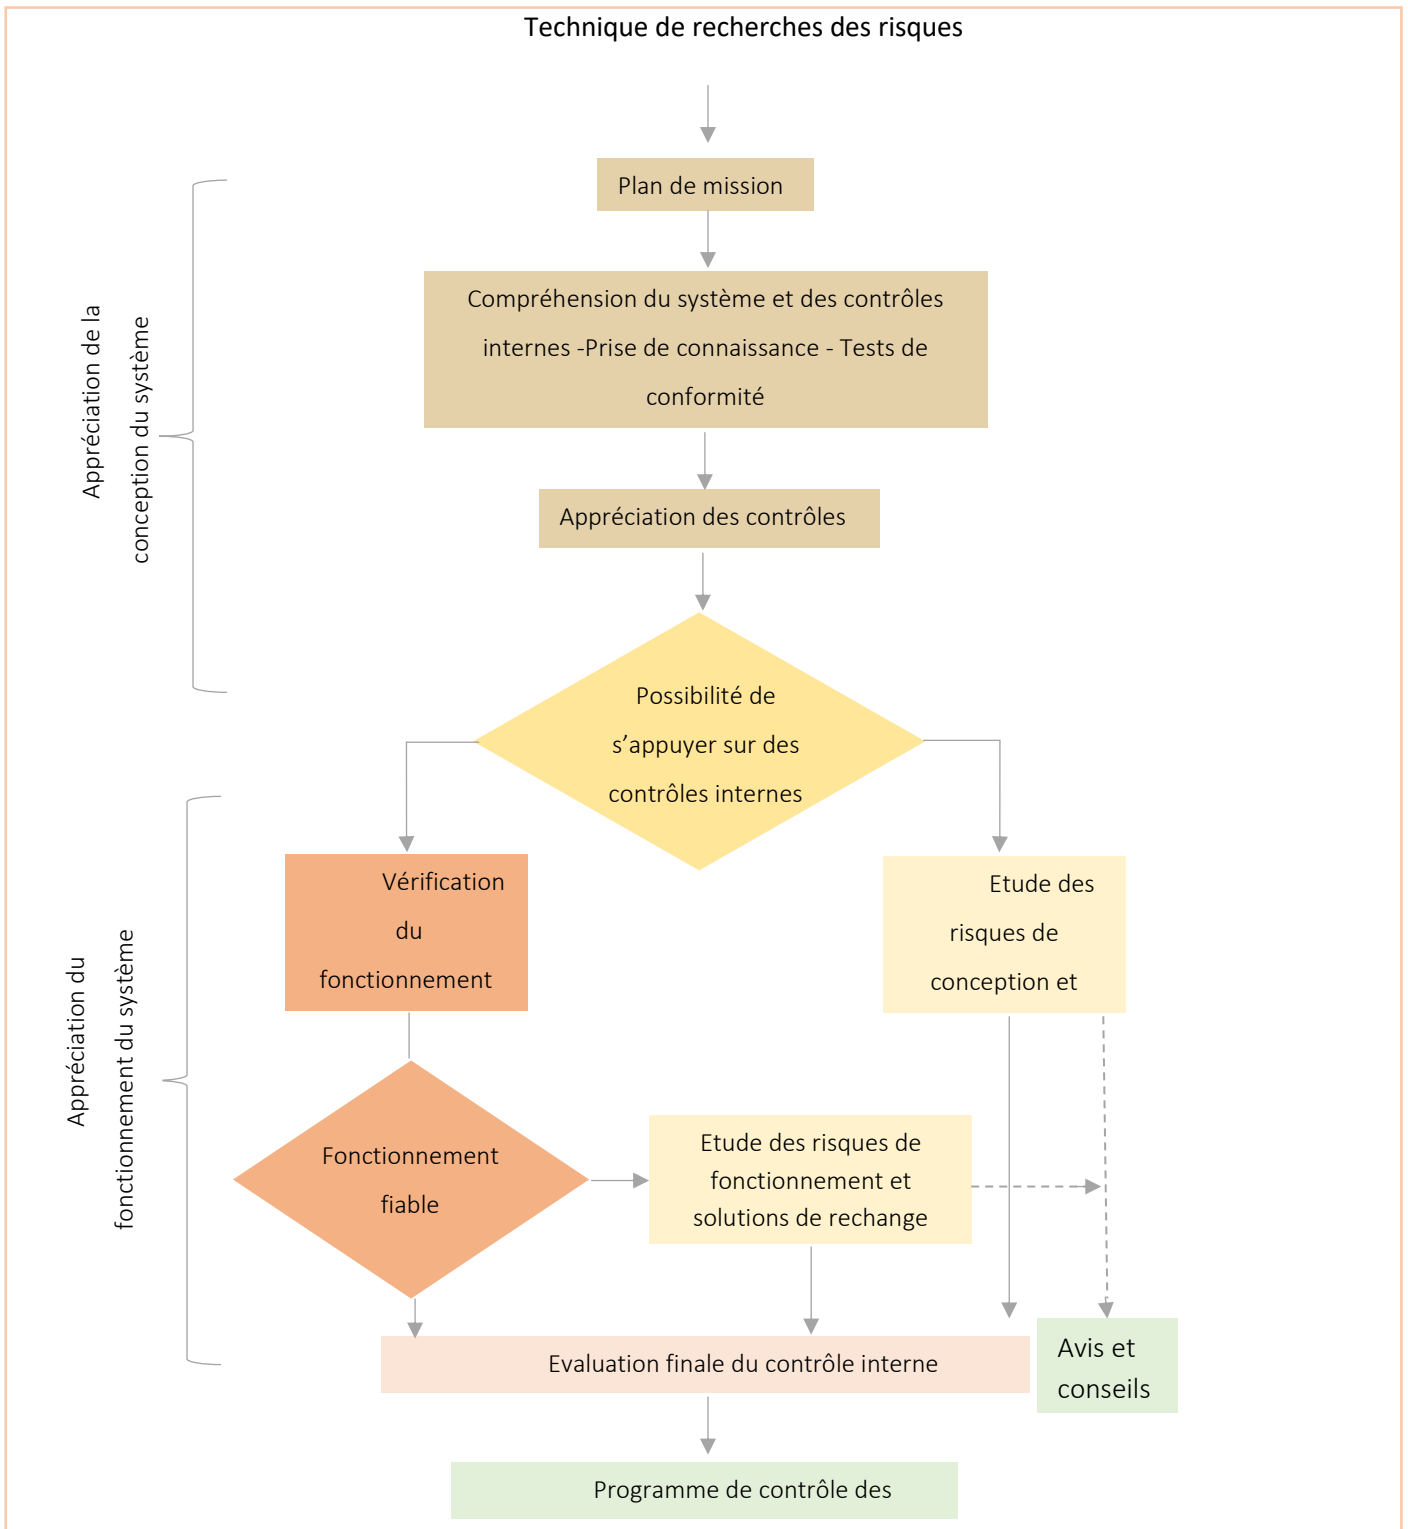 Technique de recherches des risques
Plan de mission
Compréhension du système et des contrôles
internes -Prise de connaissance - Tests de
conformité
Appréciation de la
conception du système
Appréciation des contrôles
Possibilité de
s’appuyer sur des
contrôles internes
Vérification
du
fonctionnement
Etude des
risques de
conception et
Appréciation du
fonctionnement du système
Fonctionnement
fiable
Etude des risques de
fonctionnement et
solutions de rechange
Evaluation finale du contrôle interne
Avis et
conseils
Programme de contrôle des